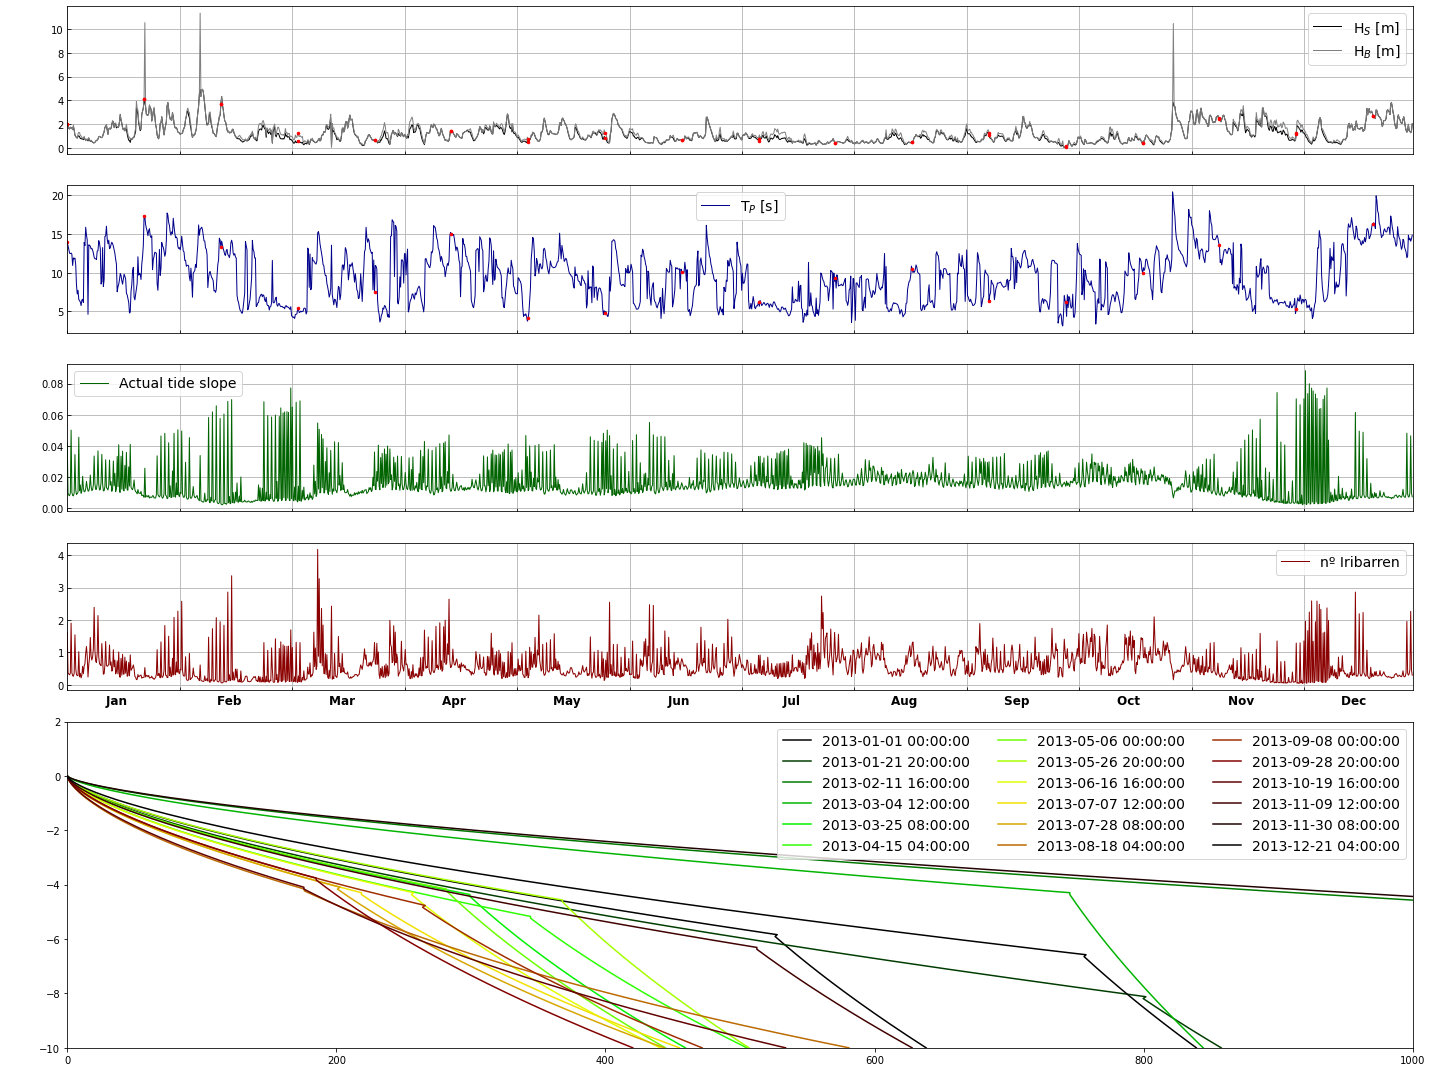 10
8
6
4
2
0
H_S [m]
H_B [m]
20
15
10
5
T_P [s]
0.08
0.06
0.04
0.02
0.00
Actual tide slope
4
3
2
1
0
nº Iribarren
Jan Feb Mar Apr May Jun Jul Aug Sep Oct Nov Dec
2
0
−2
−4
−6
−8
−10
2013-01-01 00:00:00 2013-05-06 00:00:00 2013-09-08 00:00:00
2013-01-21 20:00:00 2013-05-26 20:00:00 2013-09-28 20:00:00
2013-02-11 16:00:00 2013-06-16 16:00:00 2013-10-19 16:00:00
2013-03-04 12:00:00 2013-07-07 12:00:00 2013-11-09 12:00:00
2013-03-25 08:00:00 2013-07-28 08:00:00 2013-11-30 08:00:00
2013-04-15 04:00:00 2013-08-18 04:00:00 2013-12-21 04:00:00
0 200 400 600 800 1000